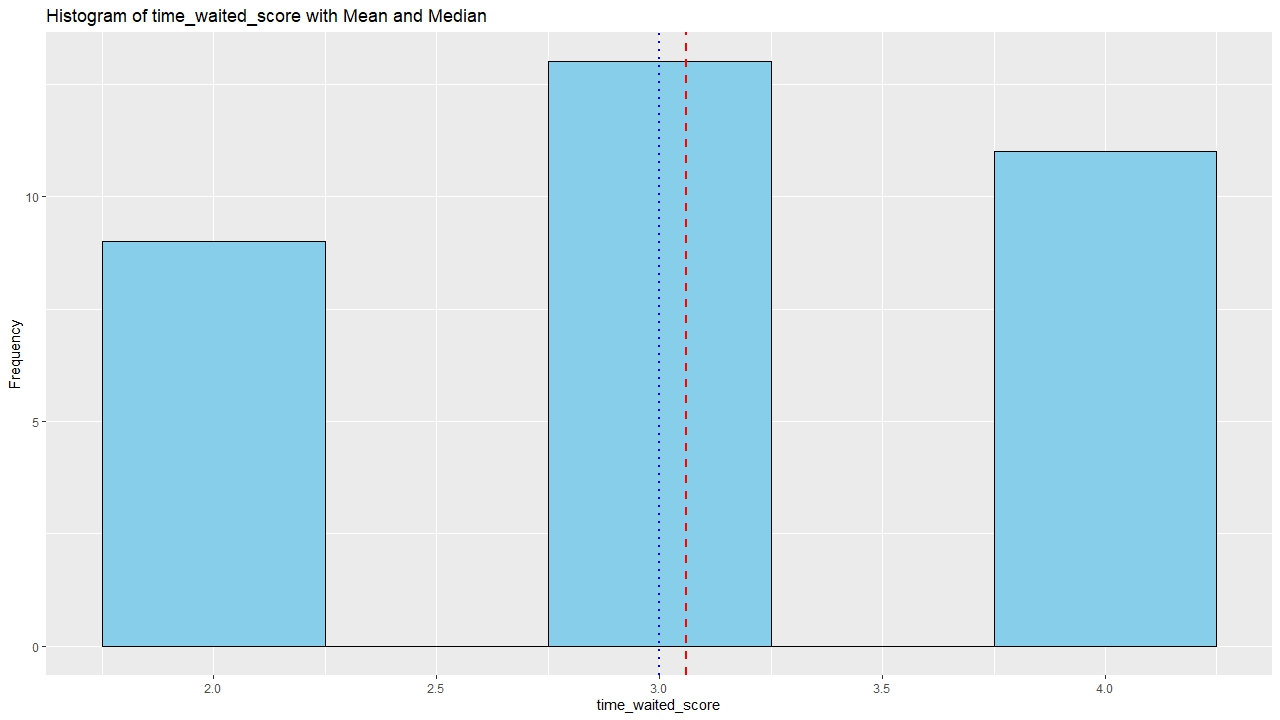 Histogram of time_waited_score with Mean and Median
Frequency
10
5
0
2.0 2.5 3.0 3.5 4.0
time_waited_score